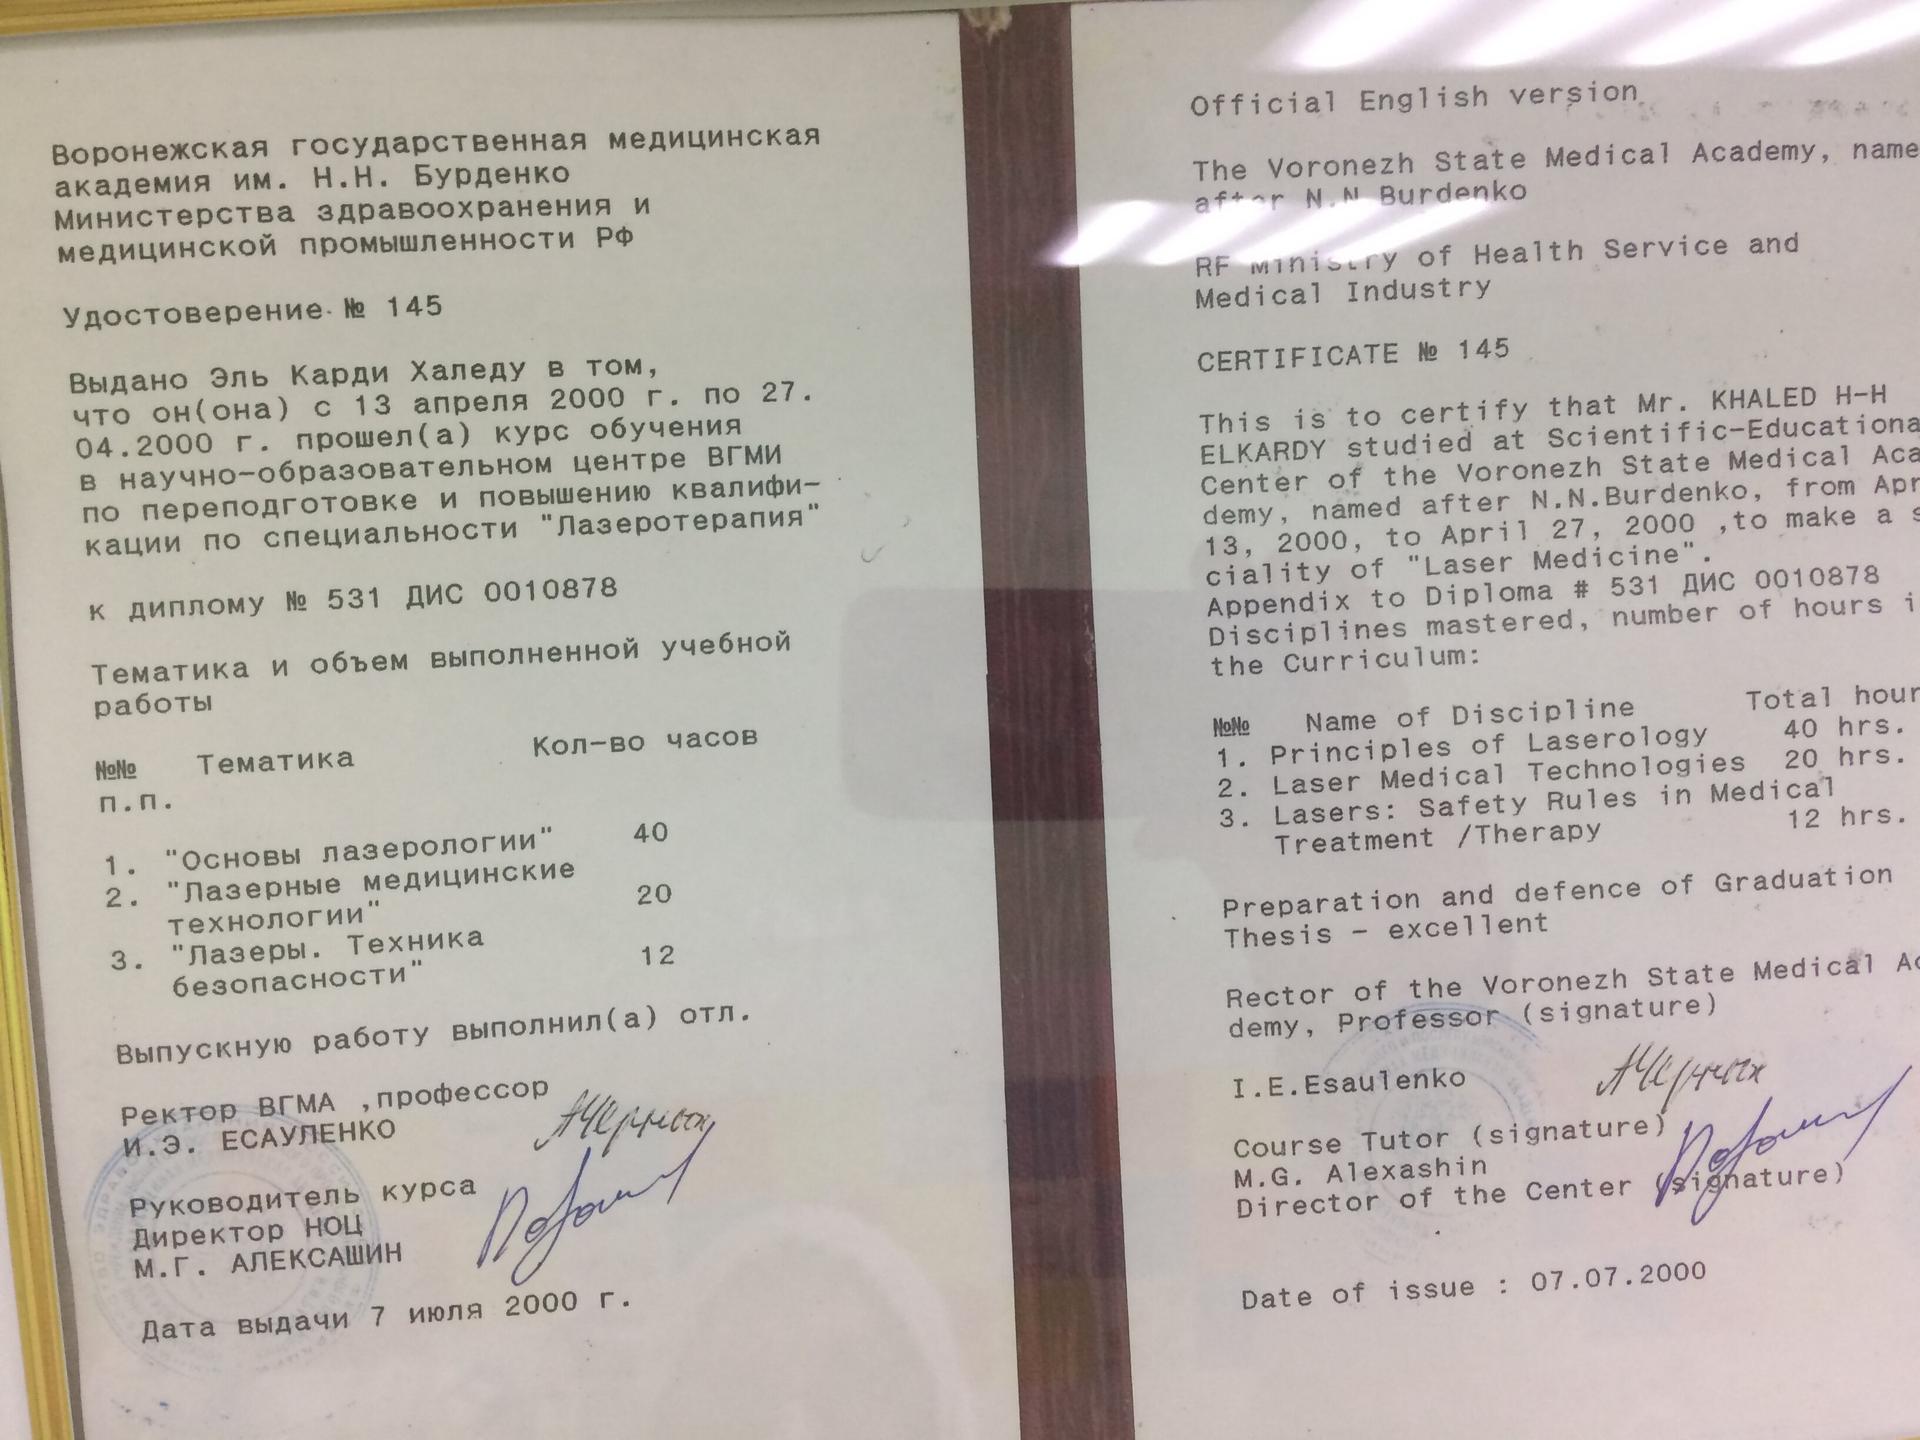 Воронежская государственная медицинская
академия им. Н.Н. Бурденко
Министерства здравоохранения и
медицинской промышленности РФ
Удостоверение № 145
Выдано Эль Карди Халеду в том,
что он(она) с 13 апреля 2000 г. по 27.
04.2000 г. прошел(а) курс обучения
в научно-образовательном центре ВГМИ
по переподготовке и повышению квалифи-
кации по специальности "Лазеротерапия"
к диплому № 531 ДИС 0010878
Тематика и объем выполненной учебной
работы
№№ Тематика Кол-во часов
п.п.
1. "Основы лазерологии" 40
2. "Лазерные медицинские
технологии" 20
3. "Лазеры. Техника
безопасности" 12
Выпускную работу выполнил(а) отл.
Ректор ВГМА ,профессор
И.Э. ЕСАУЛЕНКО
Руководитель курса
Директор НОЦ
М.Г. АЛЕКСАШИН
Дата выдачи 7 июля 2000 г.
Official English version
The Voronezh State Medical Academy, name
after N.N Burdenko
RF Ministry of Health Service and
Medical Industry
CERTIFICATE № 145
This is to certify that Mr. KHALED H-H
ELKARDY studied at Scientific-Educationa
Center of the Voronezh State Medical Aca
demy, named after N.N.Burdenko, from Apr
13, 2000, to April 27, 2000 ,to make a s
ciality of "Laser Medicine".
Appendix to Diploma # 531 ДИС 0010878
Disciplines mastered, number of hours i
the Curriculum:
№№ Name of Discipline Total hour
1. Principles of Laserology 40 hrs.
2. Laser Medical Technologies 20 hrs.
3. Lasers: Safety Rules in Medical
Treatment /Therapy 12 hrs.
Preparation and defence of Graduation
Thesis - excellent
Rector of the Voronezh State Medical Ac
demy, Professor (signature)
I.E.Esaulenko
Course Tutor (signature)
M.G. Alexashin
Director of the Center (signature)
Date of issue : 07.07.2000